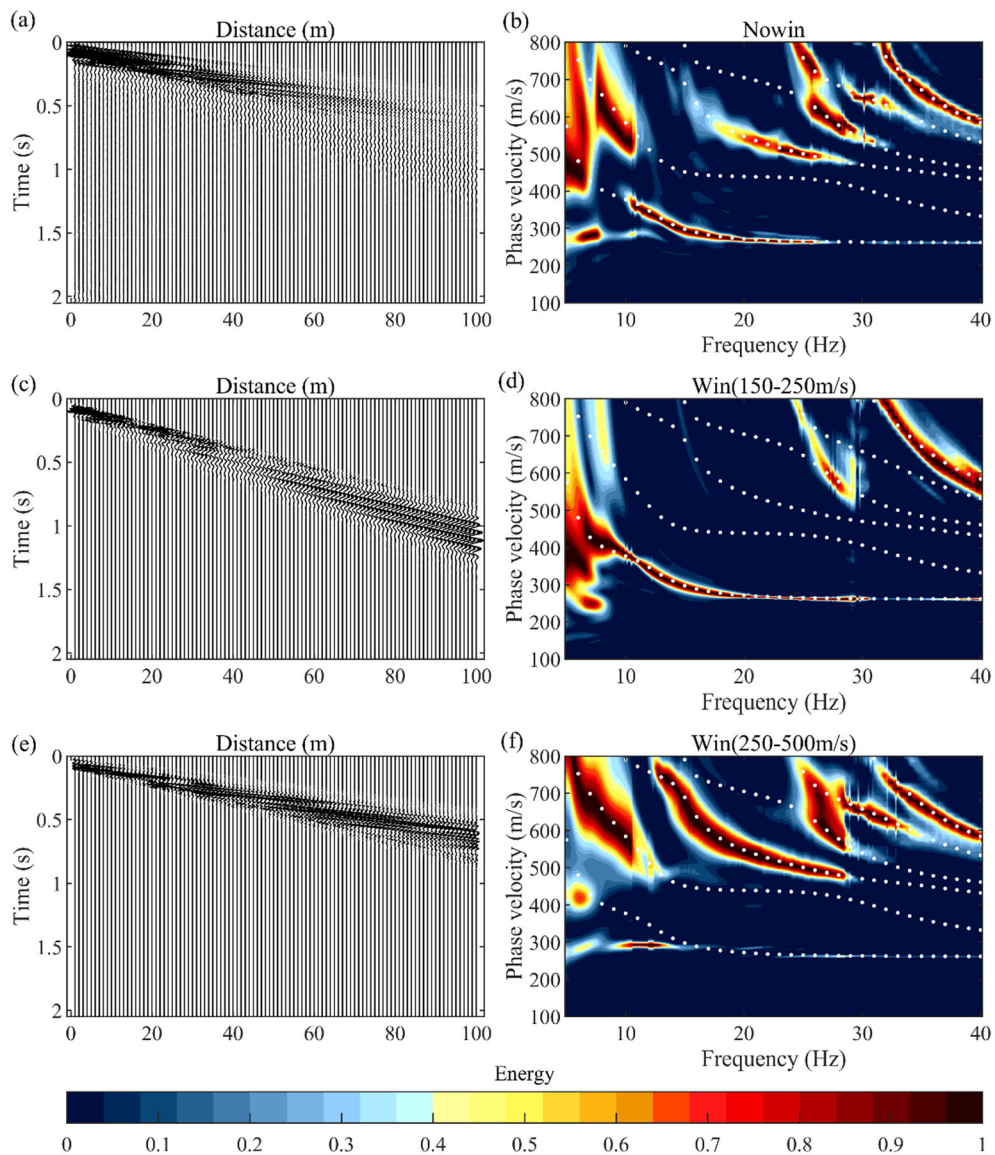 (a)
Distance (m)
0
0.5
1
1.5
2
Time (s)
0 20 40 60 80 100
(b)
Nowin
800
700
600
500
400
300
200
100
Phase velocity (m/s)
10 20 30 40
Frequency (Hz)
(c)
Distance (m)
0
0.5
1
1.5
2
Time (s)
0 20 40 60 80 100
(d)
Win(150-250m/s)
800
700
600
500
400
300
200
100
Phase velocity (m/s)
10 20 30 40
Frequency (Hz)
(e)
Distance (m)
0
0.5
1
1.5
2
Time (s)
0 20 40 60 80 100
(f)
Win(250-500m/s)
800
700
600
500
400
300
200
100
Phase velocity (m/s)
10 20 30 40
Frequency (Hz)
Energy
0 0.1 0.2 0.3 0.4 0.5 0.6 0.7 0.8 0.9 1